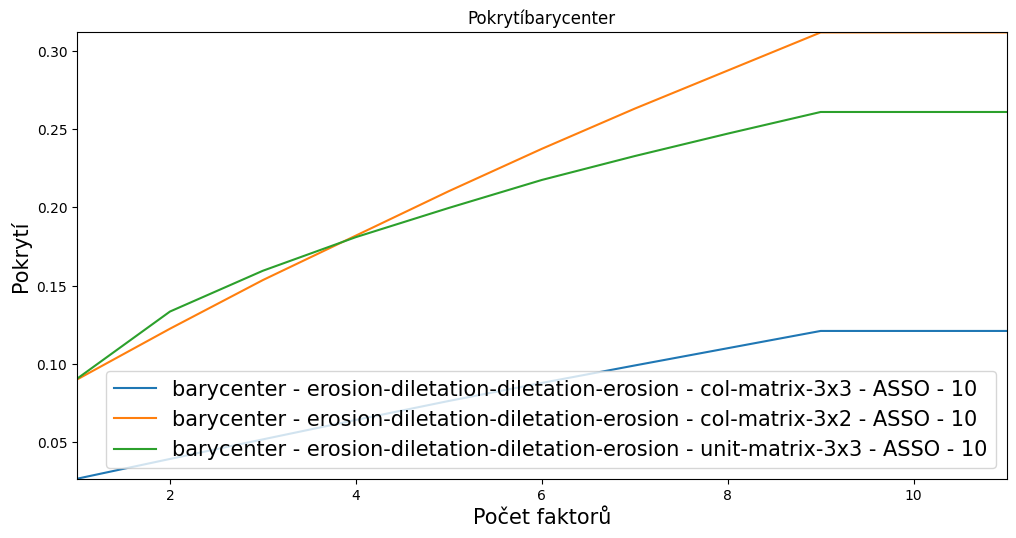 Pokrytíbarycenter
0.30
0.25
0.20
0.15
0.10
0.05
Pokrytí
barycenter - erosion-diletation-diletation-erosion - col-matrix-3x3 - ASSO - 10
barycenter - erosion-diletation-diletation-erosion - col-matrix-3x2 - ASSO - 10
barycenter - erosion-diletation-diletation-erosion - unit-matrix-3x3 - ASSO - 10
2 4 6 8 10
Počet faktorů